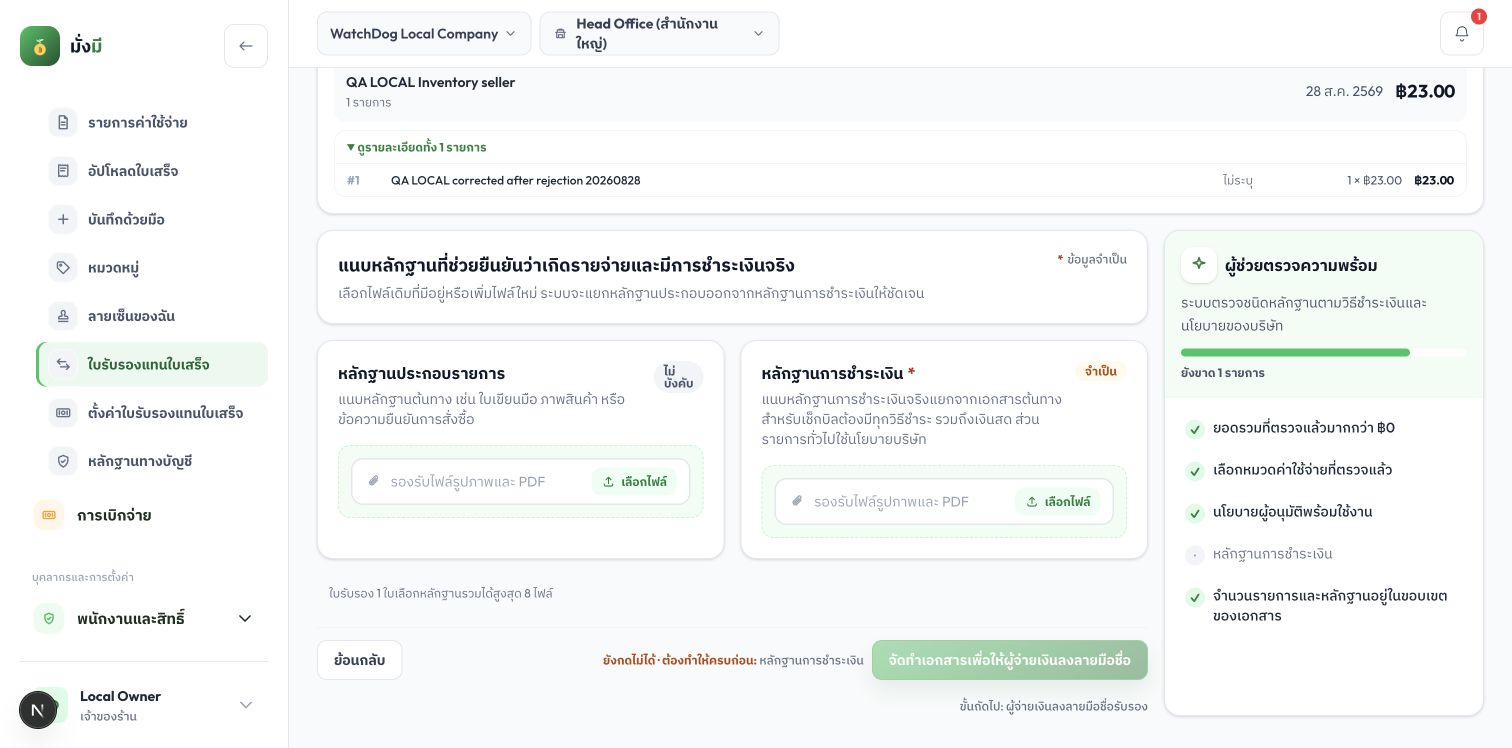 มั่งมี
WatchDog Local Company
Head Office (สำนักงาน
ใหญ่)
1
รายการค่าใช้จ่าย
อัปโหลดใบเสร็จ
บันทึกด้วยมือ
หมวดหมู่
ลายเซ็นของฉัน
ใบรับรองแทนใบเสร็จ
ตั้งค่าใบรับรองแทนใบเสร็จ
หลักฐานทางบัญชี
การเบิกจ่าย
บุคลากรและการตั้งค่า
พนักงานและสิทธิ์
N
Local Owner
เจ้าของร้าน
QA LOCAL Inventory seller
1 รายการ
28 ส.ค. 2569 ฿23.00
▼ ดูรายละเอียดทั้ง 1 รายการ
#1 QA LOCAL corrected after rejection 20260828 ไม่ระบุ 1 × ฿23.00 ฿23.00
แนบหลักฐานที่ช่วยยืนยันว่าเกิดรายจ่ายและมีการชำระเงินจริง
* ข้อมูลจำเป็น
เลือกไฟล์เดิมที่มีอยู่หรือเพิ่มไฟล์ใหม่ ระบบจะแยกหลักฐานประกอบออกจากหลักฐานการชำระเงินให้ชัดเจน
หลักฐานประกอบรายการ
ไม่
บังคับ
แนบหลักฐานต้นทาง เช่น ใบเขียนมือ ภาพสินค้า หรือ
ข้อความยืนยันการสั่งซื้อ
รองรับไฟล์รูปภาพและ PDF
เลือกไฟล์
หลักฐานการชำระเงิน *
จำเป็น
แนบหลักฐานการชำระเงินจริงแยกจากเอกสารต้นทาง
สำหรับเช็กบิลต้องมีทุกวิธีชำระ รวมถึงเงินสด ส่วน
รายการทั่วไปใช้นโยบายบริษัท
รองรับไฟล์รูปภาพและ PDF
เลือกไฟล์
ใบรับรอง 1 ใบเลือกหลักฐานรวมได้สูงสุด 8 ไฟล์
ย้อนกลับ
ยังกดไม่ได้ · ต้องทำให้ครบก่อน: หลักฐานการชำระเงิน
จัดทำเอกสารเพื่อให้ผู้จ่ายเงินลงลายมือชื่อ
ขั้นถัดไป: ผู้จ่ายเงินลงลายมือชื่อรับรอง
ผู้ช่วยตรวจความพร้อม
ระบบตรวจชนิดหลักฐานตามวิธีชำระเงินและ
นโยบายของบริษัท
ยังขาด 1 รายการ
ยอดรวมที่ตรวจแล้วมากกว่า ฿0
เลือกหมวดค่าใช้จ่ายที่ตรวจแล้ว
นโยบายผู้อนุมัติพร้อมใช้งาน
หลักฐานการชำระเงิน
จำนวนรายการและหลักฐานอยู่ในขอบเขต
ของเอกสาร